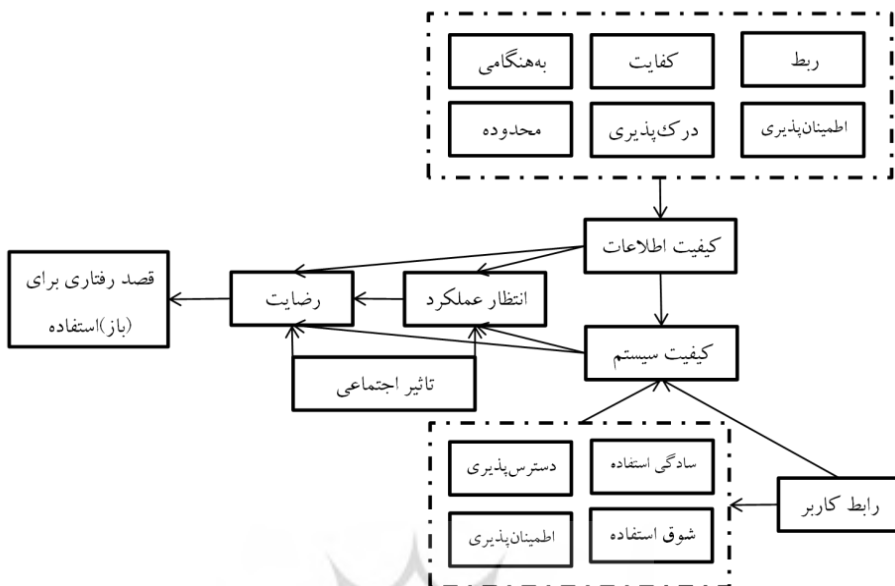 ربط
کفایت
به‌هنگامی
اطمینان‌پذیری
درک‌پذیری
محدوده
کیفیت اطلاعات
قصد رفتاری برای
(باز)استفاده
رضایت
انتظار عملکرد
کیفیت سیستم
تاثیر اجتماعی
سادگی استفاده
دسترس‌پذیری
رابط کاربر
شوق استفاده
اطمینان‌پذیری